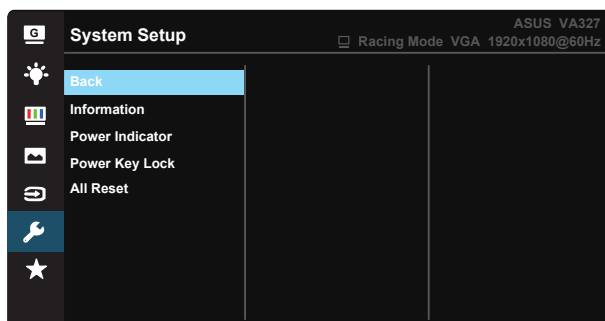 G
System Setup
ASUS VA327
Racing Mode VGA 1920x1080@60Hz
Back
Information
Power Indicator
Power Key Lock
All Reset